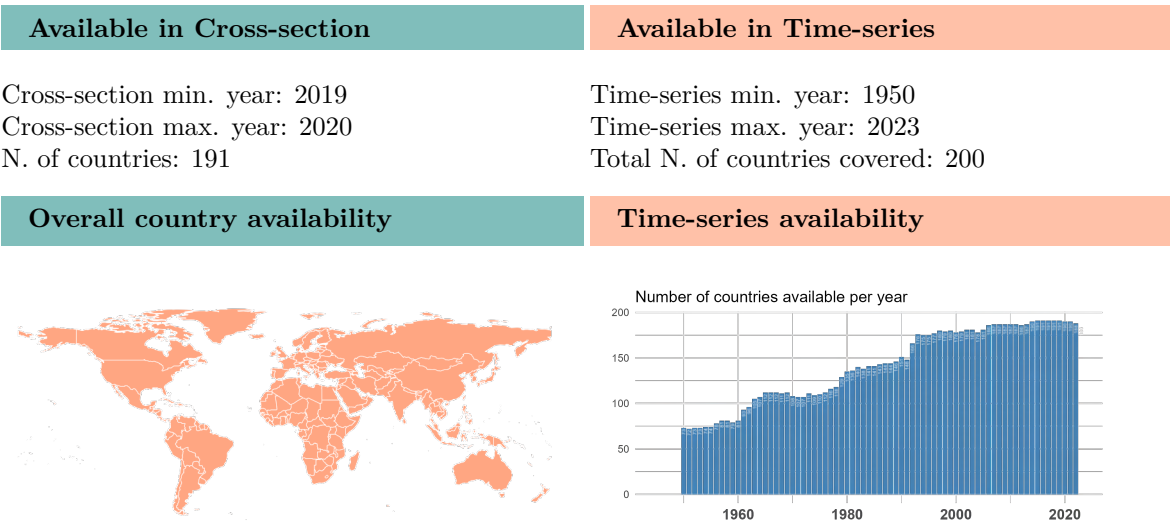 Available in Cross-section
Available in Time-series
Cross-section min. year: 2019
Cross-section max. year: 2020
N. of countries: 191
Time-series min. year: 1950
Time-series max. year: 2023
Total N. of countries covered: 200
Overall country availability
Time-series availability
Number of countries available per year
200
150
100
50
0
1960
1980
2000
2020